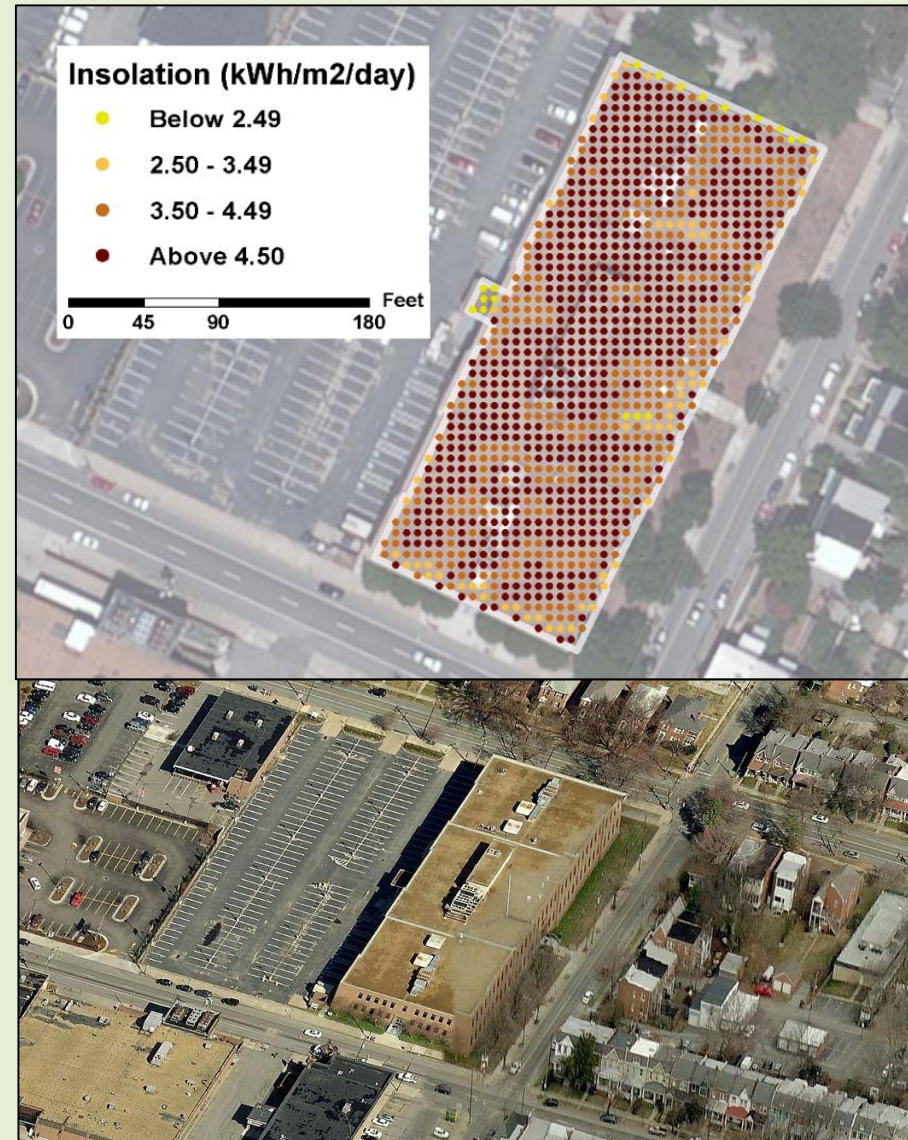 Insolation (kWh/m2/day)
Below 2.49
2.50 - 3.49
3.50 - 4.49
Above 4.50
Feet
0 45 90 180